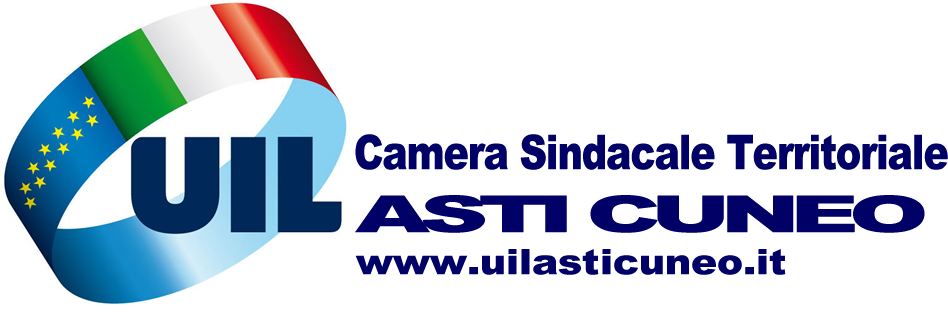 UIL
Camera Sindacale Territoriale
ASTI CUNEO
www.uilasticuneo.it